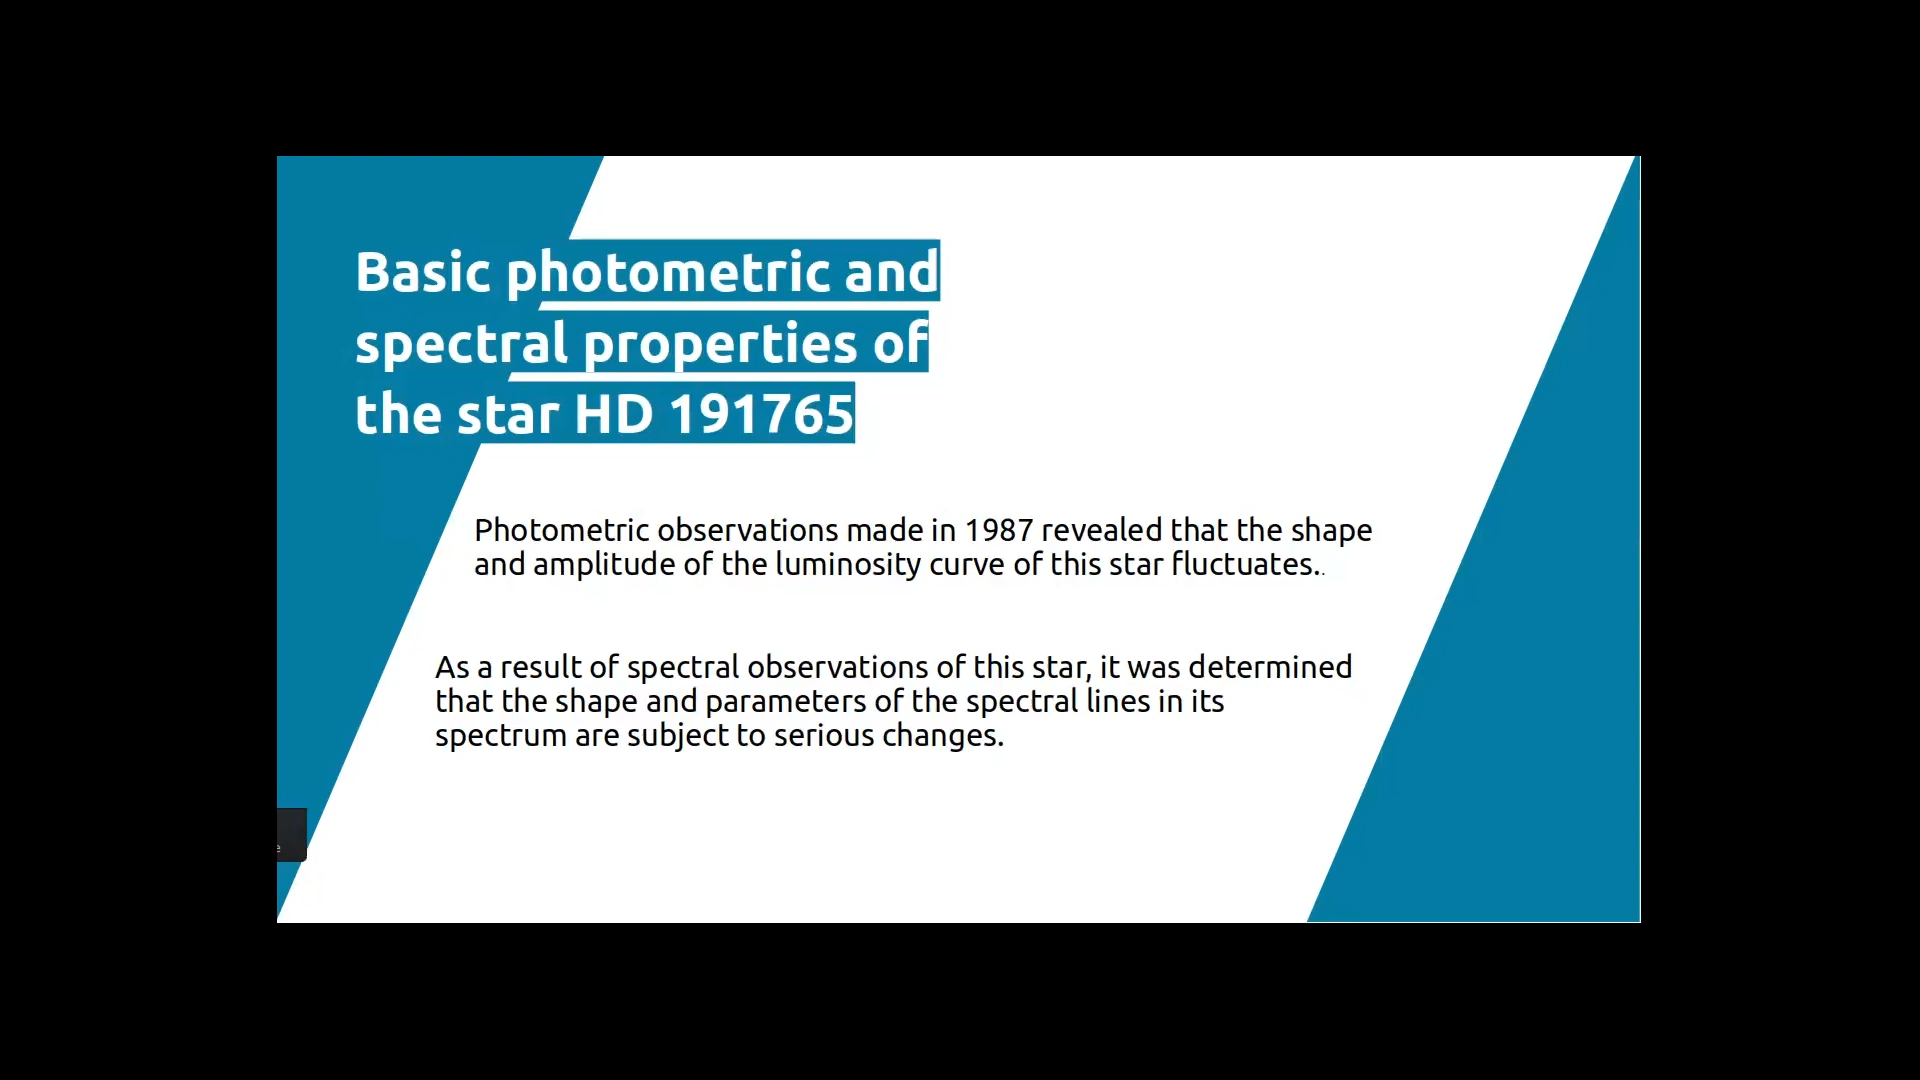 Basic photometric and
spectral properties of
the star HD 191765
Photometric observations made in 1987 revealed that the shape
and amplitude of the luminosity curve of this star fluctuates..
As a result of spectral observations of this star, it was determined
that the shape and parameters of the spectral lines in its
spectrum are subject to serious changes.
e